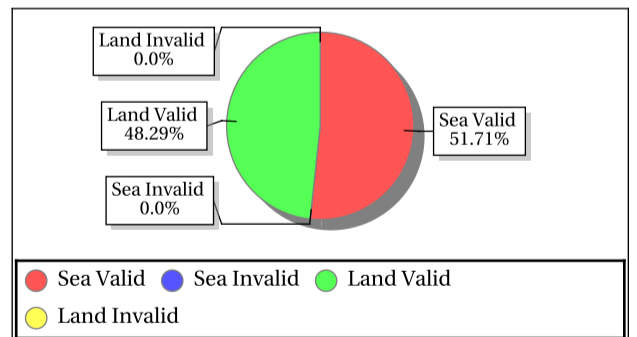 Land Invalid
0.0%
Land Valid
48.29%
Sea Valid
51.71%
Sea Invalid
0.0%
Sea Valid
Sea Invalid
Land Valid
Land Invalid